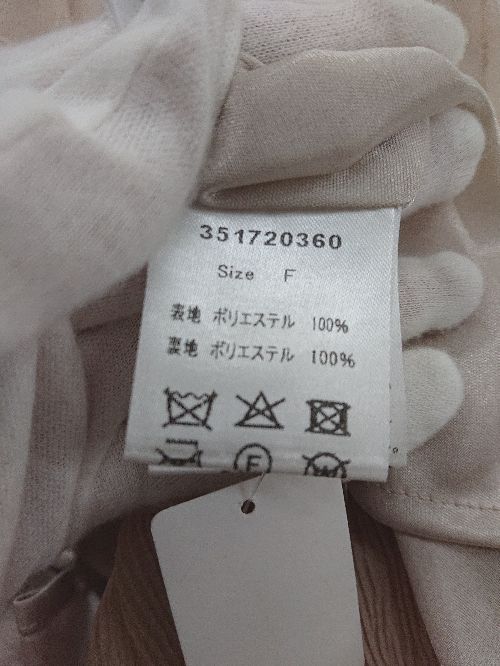 351720360
Size F
表地 ポリエステル 100%
裏地 ポリエステル 100%
F
W